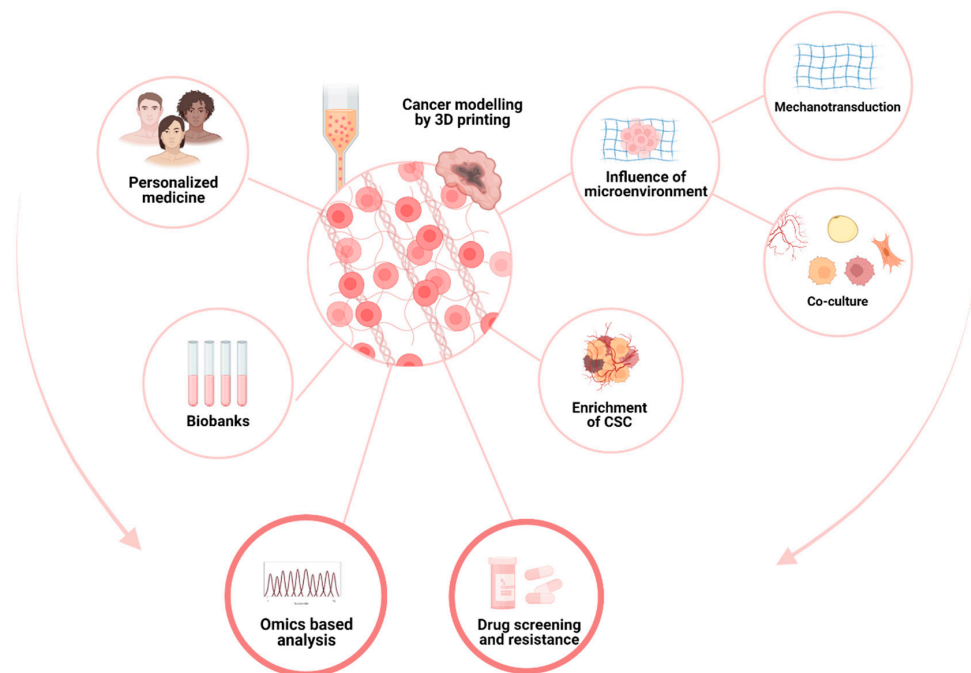 Cancer modelling
by 3D printing
Mechanotransduction
Personalized
medicine
Influence of
microenvironment
Co-culture
Biobanks
Enrichment
of CSC
Omics based
analysis
Drug screening
and resistance